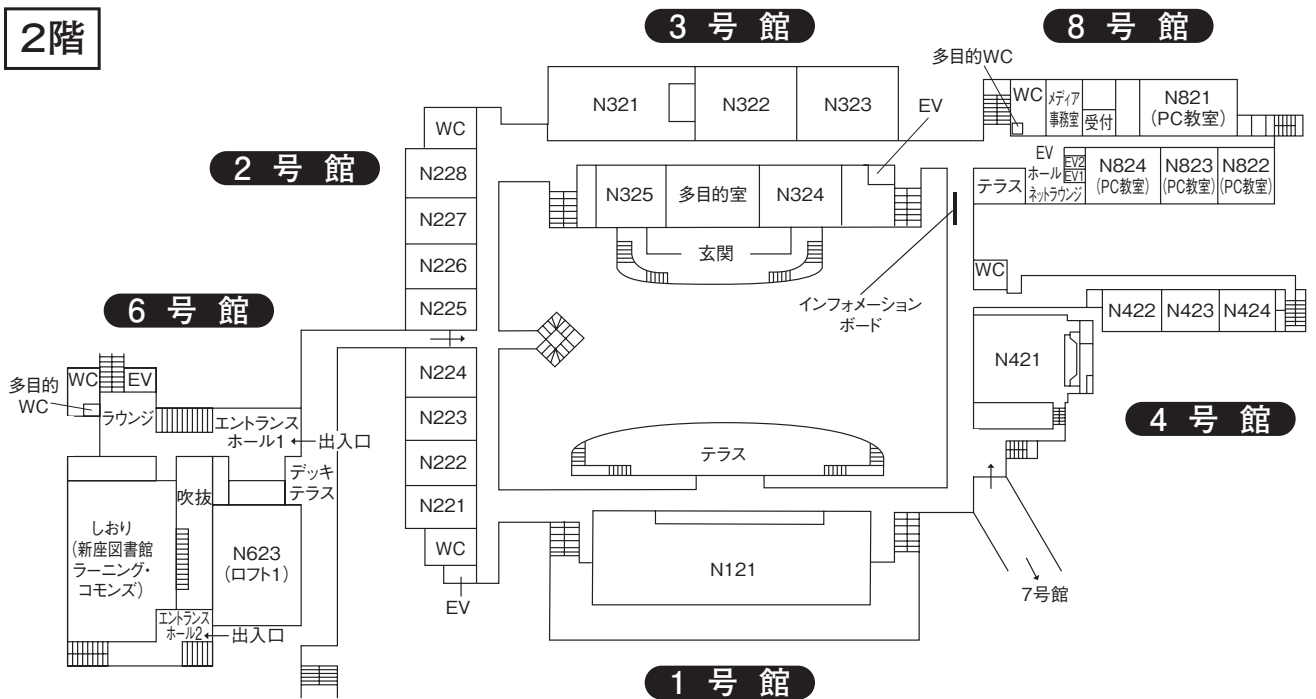 2階
3号館
8号館
多目的WC
EV
N321
N322
N323
WC
メディア
事務室
受付
N821
(PC教室)
2号館
WC
N228
N227
N226
N225
N325
多目的室
N324
玄関
テラス
EV
ホール
ネットラウンジ
EV2
EV1
N824
(PC教室)
N823
(PC教室)
N822
(PC教室)
インフォメーション
ボード
WC
N422
N423
N424
N421
4号館
6号館
多目的
WC
WC
EV
ラウンジ
エントランス
ホール1
出入口
デッキ
テラス
吹抜
しおり
(新座図書館
ラーニング・
コモンズ)
N623
(ロフト1)
エントランス
ホール2
出入口
N224
N223
N222
N221
WC
EV
テラス
N121
7号館
1号館